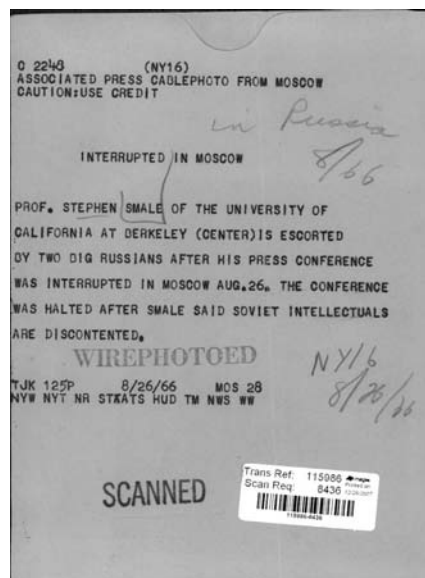 C 2248 (NY16)
ASSOCIATED PRESS CABLEPHOTO FROM MOSCOW
CAUTION:USE CREDIT
in Russia
8/66
INTERRUPTED IN MOSCOW
PROF. STEPHEN SMALE OF THE UNIVERSITY OF
CALIFORNIA AT BERKELEY (CENTER)IS ESCORTED
BY TWO BIG RUSSIANS AFTER HIS PRESS CONFERENCE
WAS INTERRUPTED IN MOSCOW AUG.26. THE CONFERENCE
WAS HALTED AFTER SMALE SAID SOVIET INTELLECTUALS
ARE DISCONTENTED.
WIREPHOTOED
NY16
8/26/66
TJK 125P 8/26/66 MOS 28
NYW NYT NR STAATS HUD TM NWS WW
SCANNED
Trans Ref: 115986
Scan Req: 8436
115986-8436